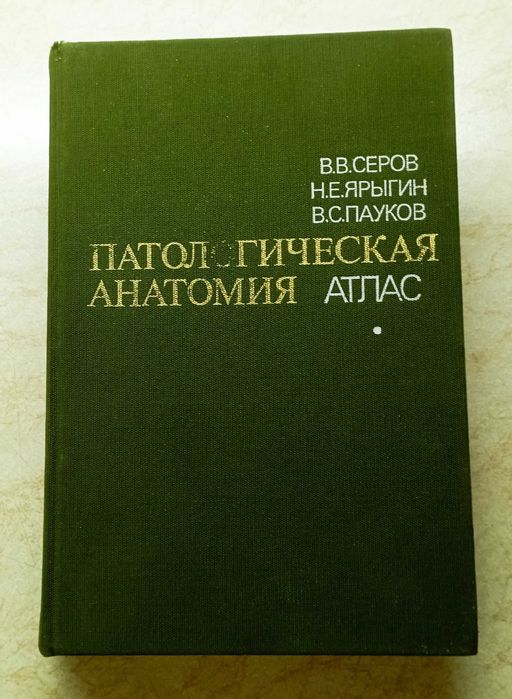 В.В.СЕРОВ
Н.Е.ЯРЫГИН
В.С.ПАУКОВ
ПАТОЛОГИЧЕСКАЯ
АНАТОМИЯ АТЛАС